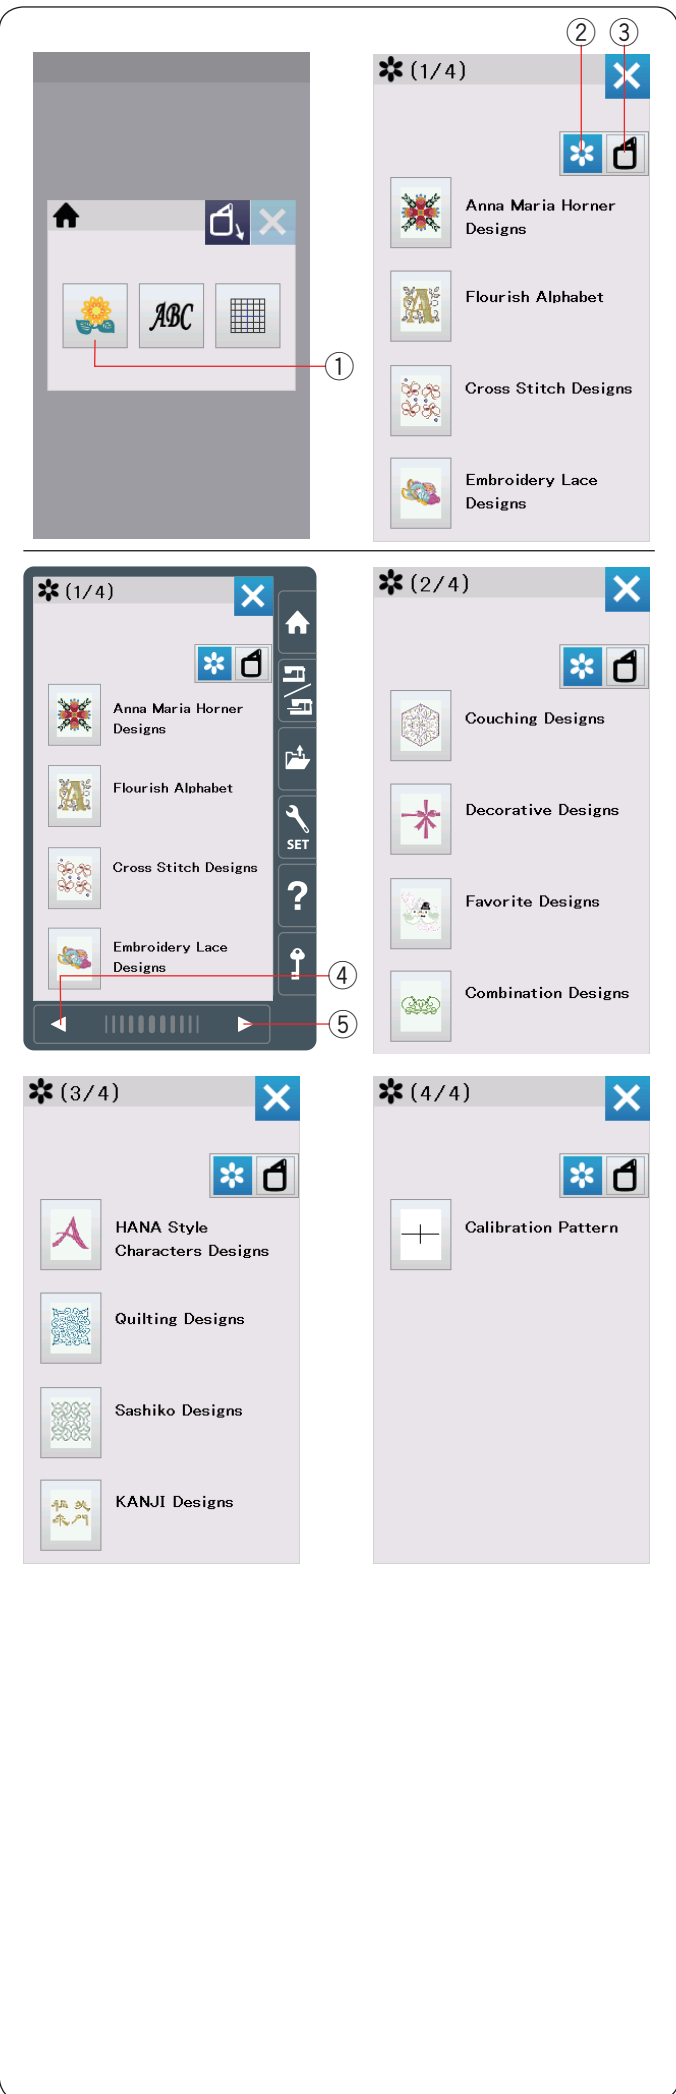 ② ③
(1/4)
Anna Maria Horner
Designs
Flourish Alphabet
Cross Stitch Designs
Embroidery Lace
Designs
ABC
①
(1/4)
Anna Maria Horner
Designs
Flourish Alphabet
Cross Stitch Designs
Embroidery Lace
Designs
SET
?
④
⑤
(2/4)
Couching Designs
Decorative Designs
Favorite Designs
Combination Designs
(3/4)
A
HANA Style
Characters Designs
Quilting Designs
Sashiko Designs
KANJI Designs
(4/4)
Calibration Pattern